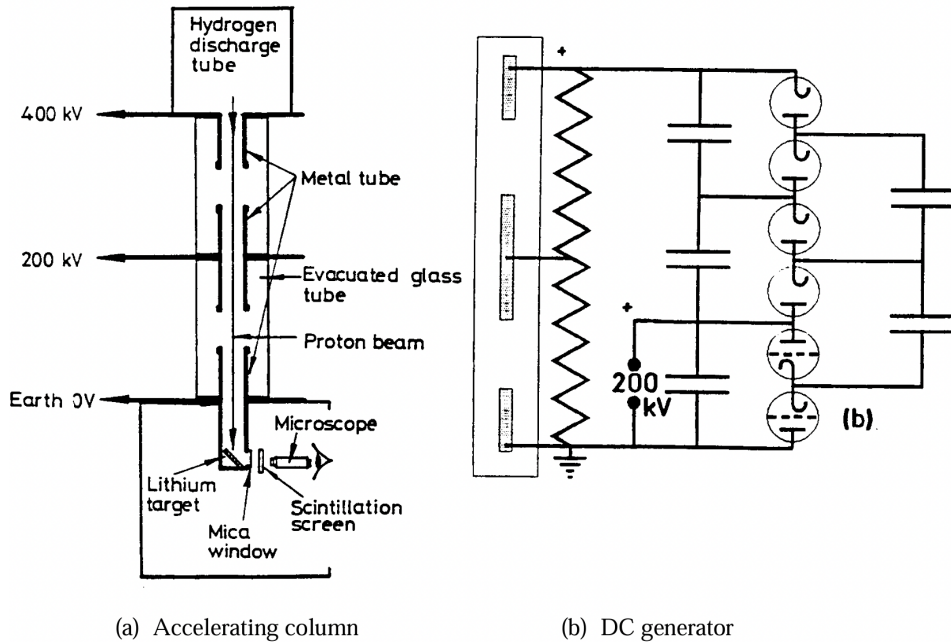 Hydrogen
discharge
tube
400 kV
Metal tube
200 kV
Evacuated glass
tube
Proton beam
Earth 0V
Microscope
Lithium
target
Mica
window
Scintillation
screen
(a) Accelerating column
+
+
200
kV
(b)
(b) DC generator